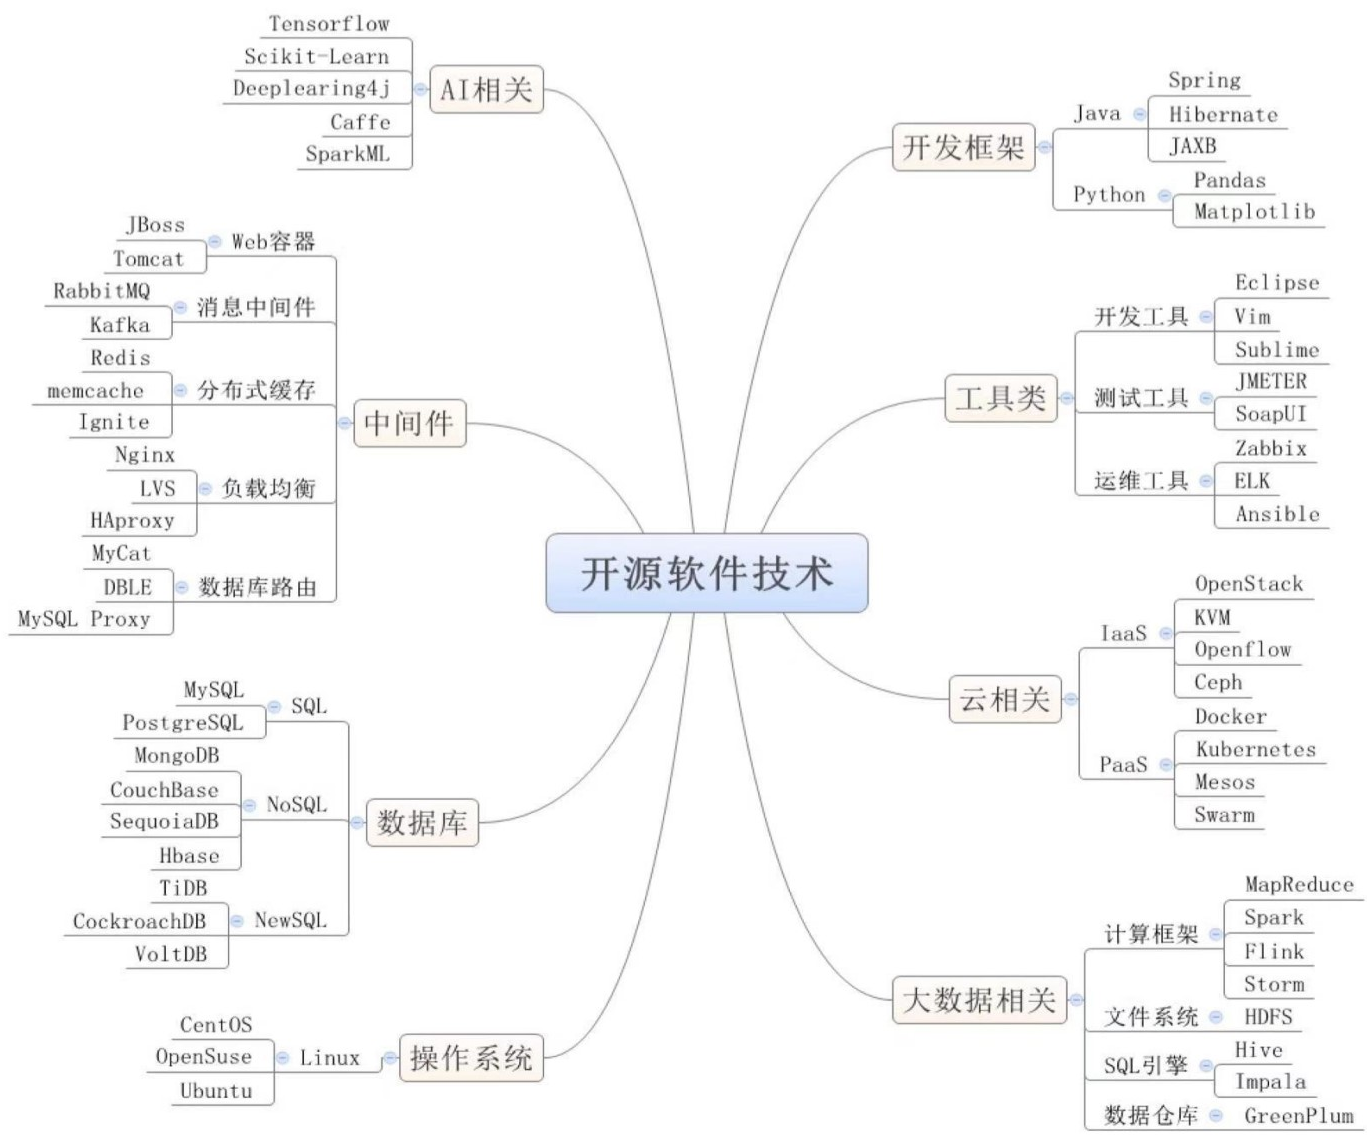 开源软件技术
AI相关
Tensorflow
Scikit-Learn
Deeplearing4j
Caffe
SparkML
中间件
Web容器
JBoss
Tomcat
消息中间件
RabbitMQ
Kafka
分布式缓存
Redis
memcache
Ignite
负载均衡
Nginx
LVS
HAproxy
数据库路由
MyCat
DBLE
MySQL Proxy
数据库
SQL
MySQL
PostgreSQL
NoSQL
MongoDB
CouchBase
SequoiaDB
Hbase
NewSQL
TiDB
CockroachDB
VoltDB
操作系统
Linux
CentOS
OpenSuse
Ubuntu
开发框架
Java
Spring
Hibernate
JAXB
Python
Pandas
Matplotlib
工具类
开发工具
Eclipse
Vim
Sublime
测试工具
JMETER
SoapUI
运维工具
Zabbix
ELK
Ansible
云相关
IaaS
OpenStack
KVM
Openflow
Ceph
PaaS
Docker
Kubernetes
Mesos
Swarm
大数据相关
计算框架
MapReduce
Spark
Flink
Storm
文件系统
HDFS
SQL引擎
Hive
Impala
数据仓库
GreenPlum